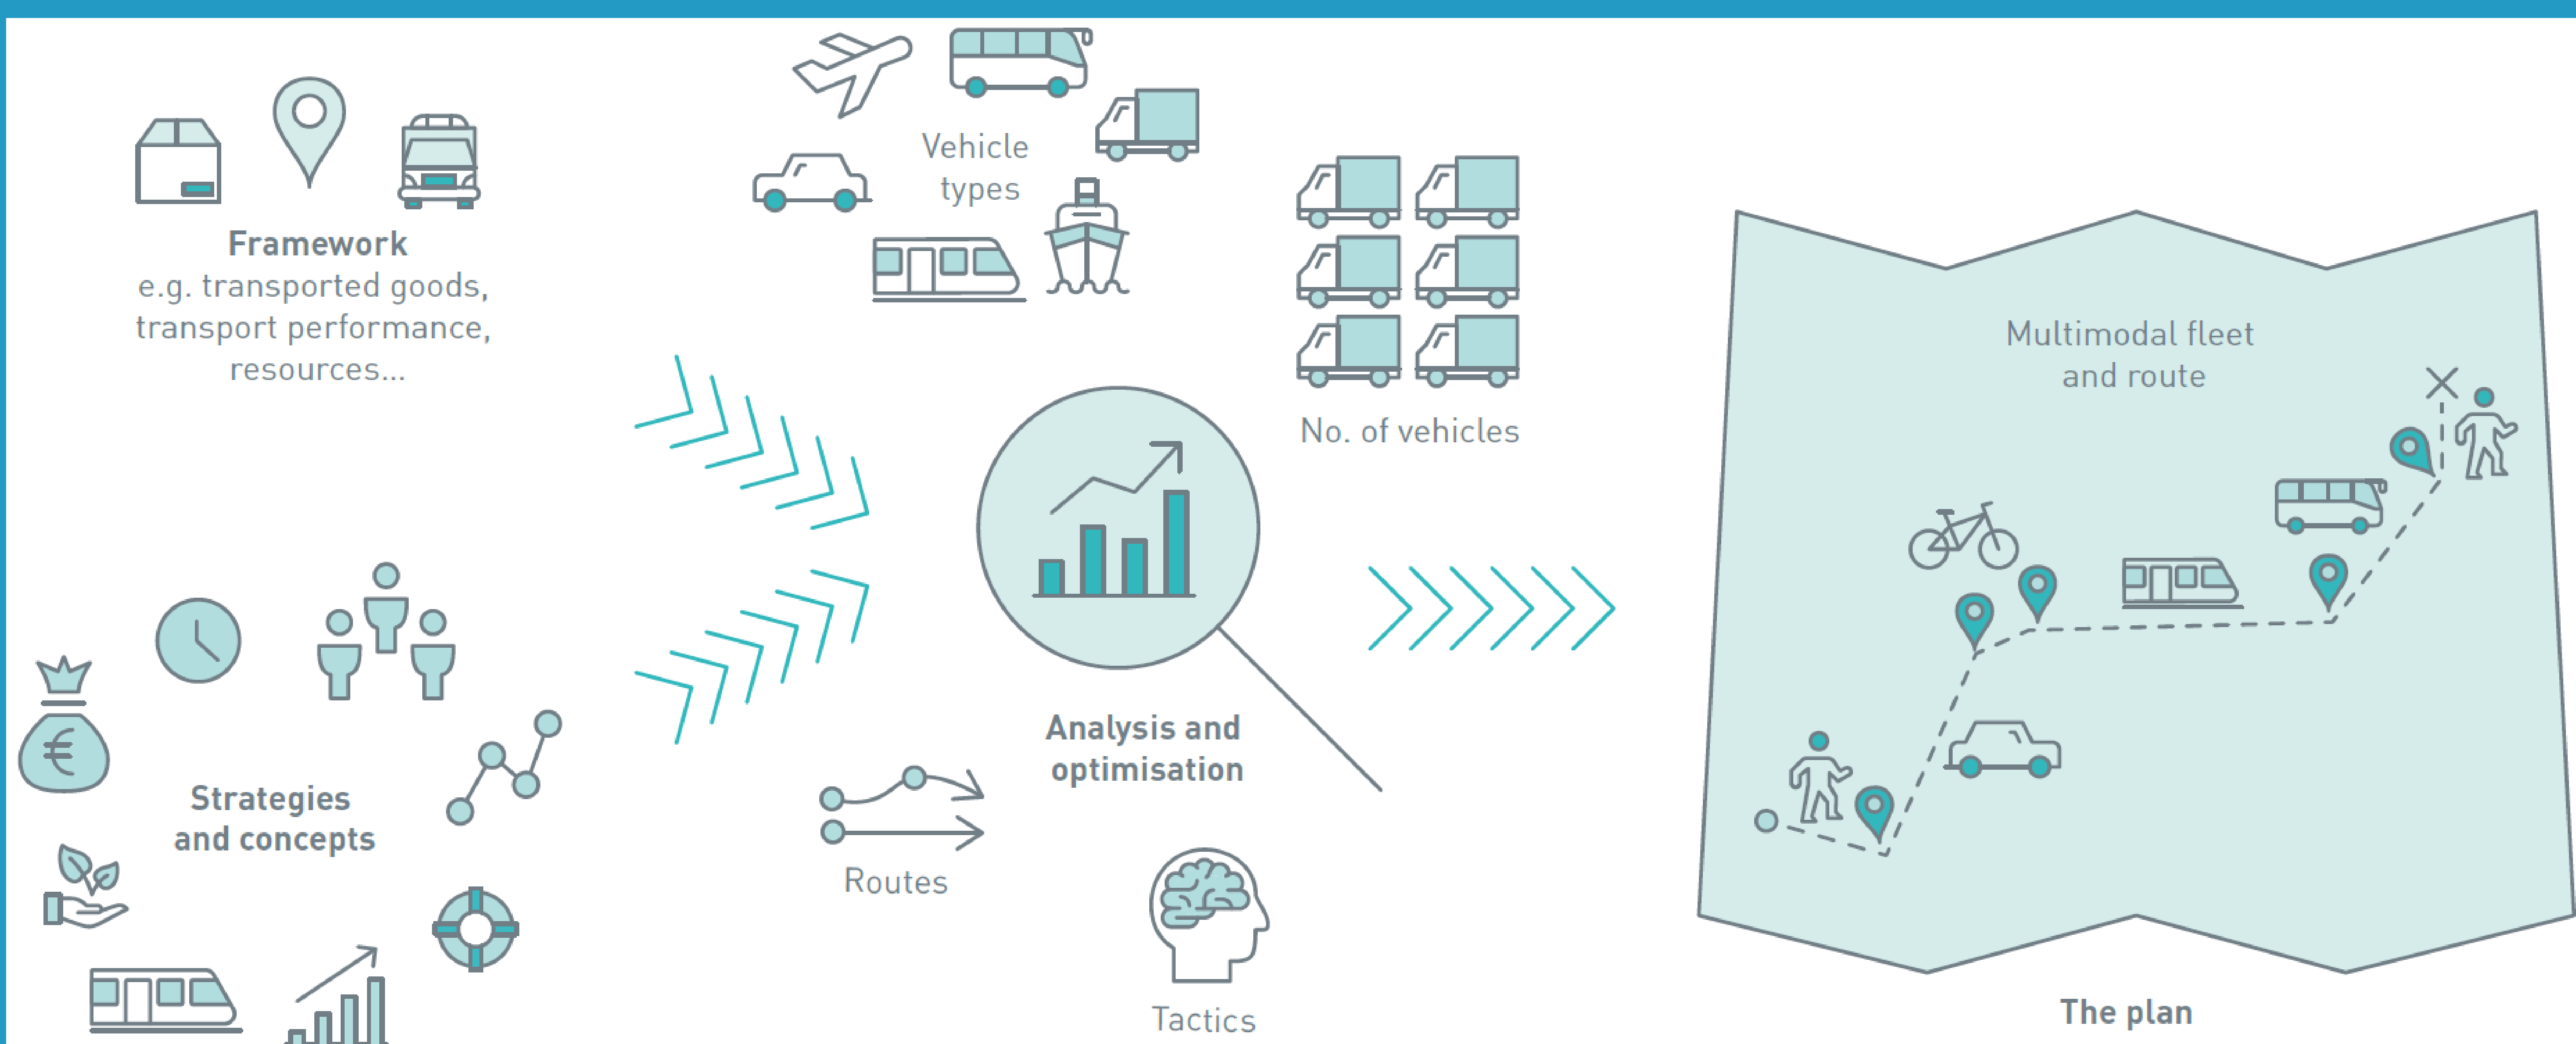 Framework
e.g. transported goods,
transport performance,
resources...
Strategies
and concepts
€
Vehicle
types
No. of vehicles
Analysis and
optimisation
Routes
Tactics
Multimodal fleet
and route
The plan